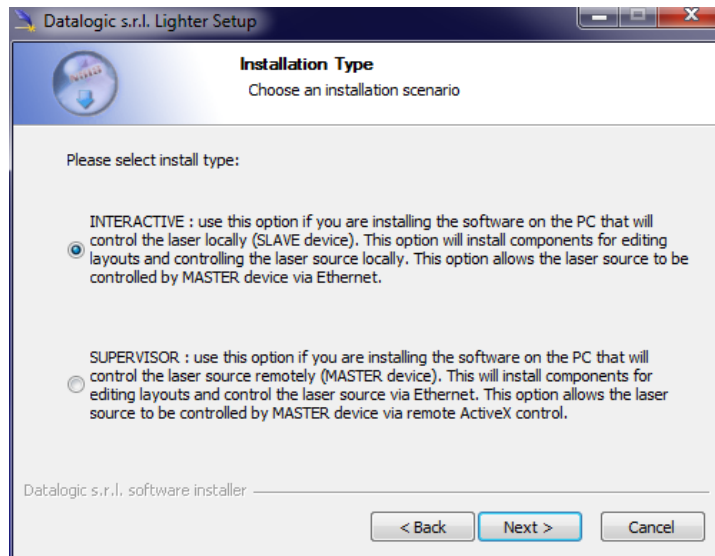 Datalogic s.r.l. Lighter Setup
Installation Type
Choose an installation scenario
Please select install type:
INTERACTIVE : use this option if you are installing the software on the PC that will
control the laser locally (SLAVE device). This option will install components for editing
layouts and controlling the laser source locally. This option allows the laser source to be
controlled by MASTER device via Ethernet.
SUPERVISOR : use this option if you are installing the software on the PC that will
control the laser source remotely (MASTER device). This will install components for
editing layouts and control the laser source via Ethernet. This option allows the laser
source to be controlled by MASTER device via remote ActiveX control.
Datalogic s.r.l. software installer
< Back
Next >
Cancel